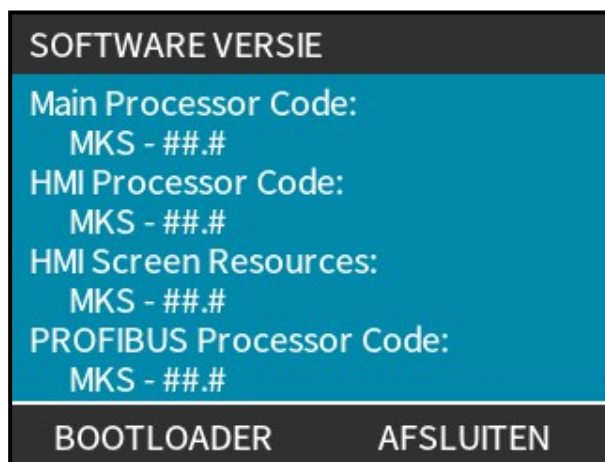 SOFTWARE VERSIE
Main Processor Code:
MKS - ##.#
HMI Processor Code:
MKS - ##.#
HMI Screen Resources:
MKS - ##.#
PROFIBUS Processor Code:
MKS - ##.#
BOOTLOADER AFSLUITEN